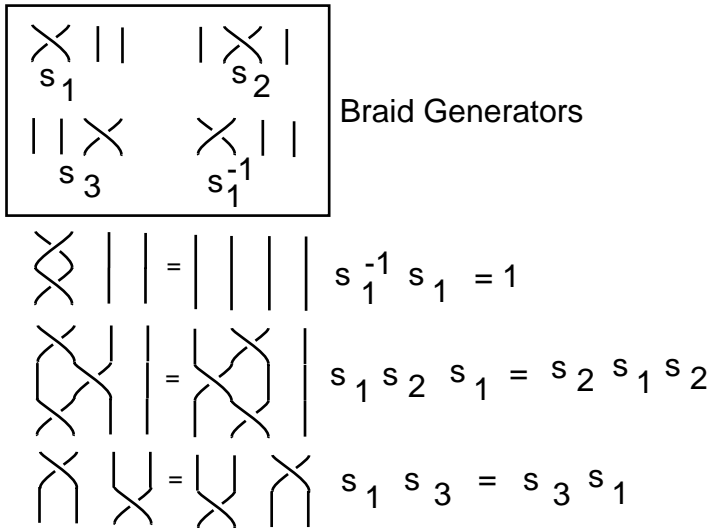 s₁ s₂
Braid Generators
s₃ s₁⁻¹
= s₁⁻¹ s₁ = 1
= s₁ s₂ s₁ = s₂ s₁ s₂
= s₁ s₃ = s₃ s₁